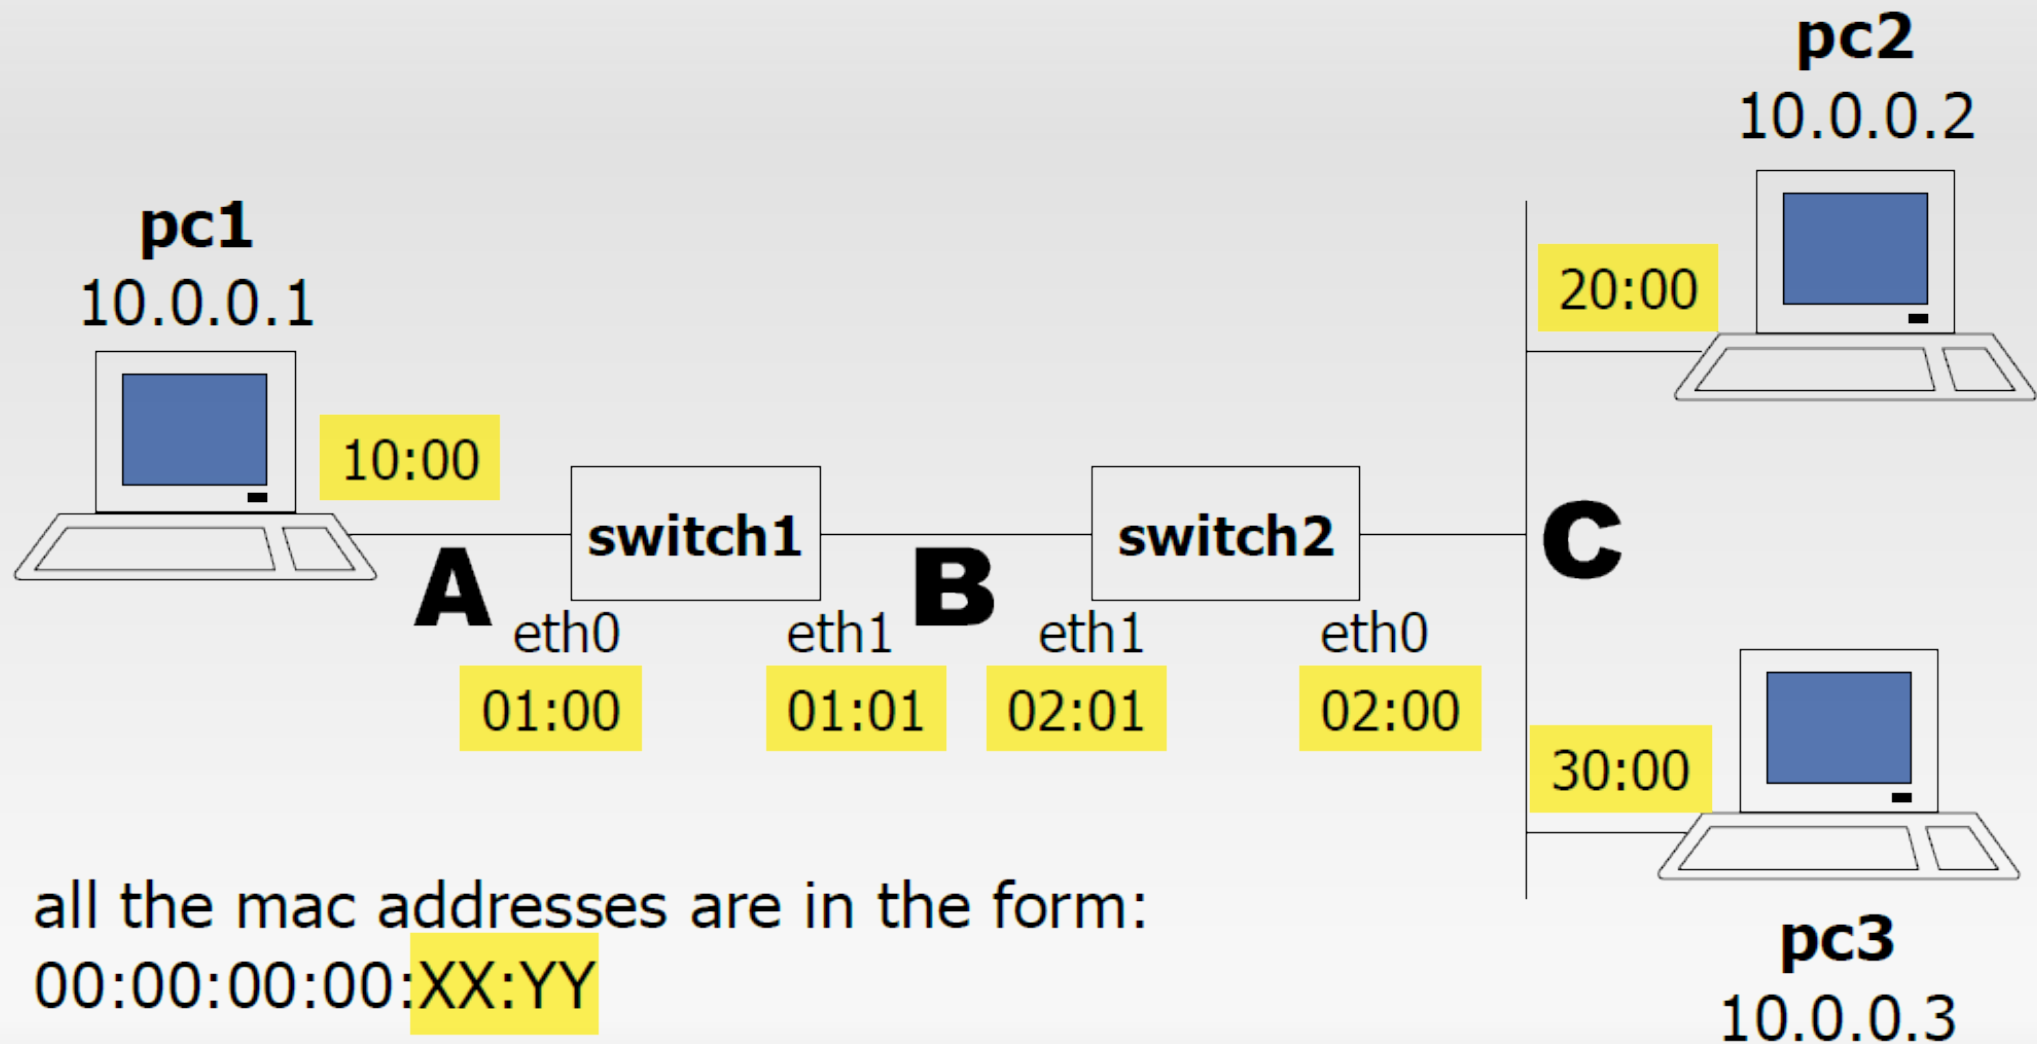 pc2
10.0.0.2
pc1
10.0.0.1
20:00
10:00
switch1
switch2
A
B
C
eth0
eth1
eth1
eth0
01:00
01:01
02:01
02:00
30:00
all the mac addresses are in the form:
00:00:00:00:XX:YY
pc3
10.0.0.3